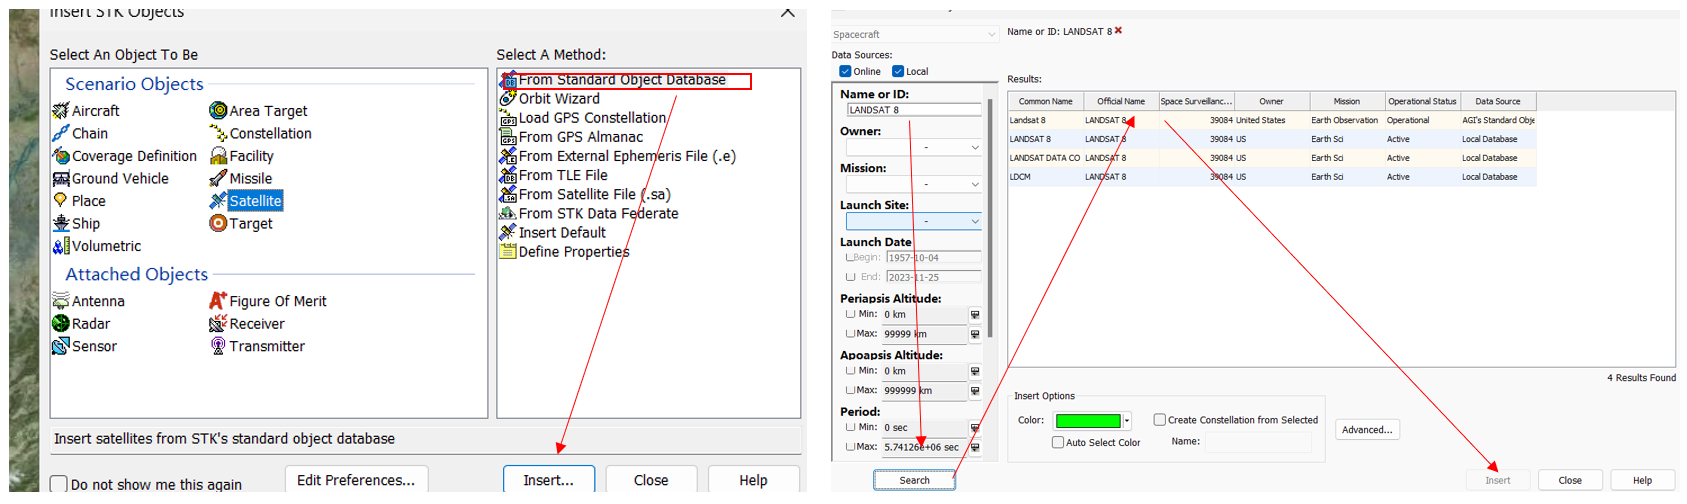 Insert STK Objects
Select An Object To Be
Select A Method:
Scenario Objects
Aircraft
Area Target
Chain
Constellation
Coverage Definition
Facility
Ground Vehicle
Missile
Place
Satellite
Ship
Target
Volumetric
Attached Objects
Antenna
Figure Of Merit
Radar
Receiver
Sensor
Transmitter
From Standard Object Database
Orbit Wizard
Load GPS Constellation
From GPS Almanac
From External Ephemeris File (.e)
From TLE File
From Satellite File (.sa)
From STK Data Federate
Insert Default
Define Properties
Insert satellites from STK's standard object database
Do not show me this again
Edit Preferences...
Insert...
Close
Help
Spacecraft
Name or ID: LANDSAT 8
Data Sources:
Online
Local
Name or ID:
LANDSAT 8
Owner:
-
Mission:
-
Launch Site:
-
Launch Date
Begin: 1957-10-04
End: 2023-11-25
Periapsis Altitude:
Min: 0 km
Max: 99999 km
Apoapsis Altitude:
Min: 0 km
Max: 999999 km
Period:
Min: 0 sec
Max: 5.74126e+06 sec
Search
Results:
Common Name Official Name Space Surveillanc... Owner Mission Operational Status Data Source
Landsat 8 LANDSAT 8 39084 United States Earth Observation Operational AGI's Standard Obje
LANDSAT 8 LANDSAT 8 39084 US Earth Sci Active Local Database
LANDSAT DATA CO LANDSAT 8 39084 US Earth Sci Active Local Database
LDCM LANDSAT 8 39084 US Earth Sci Active Local Database
4 Results Found
Insert Options
Color:
Create Constellation from Selected
Auto Select Color
Name:
Advanced...
Insert
Close
Help